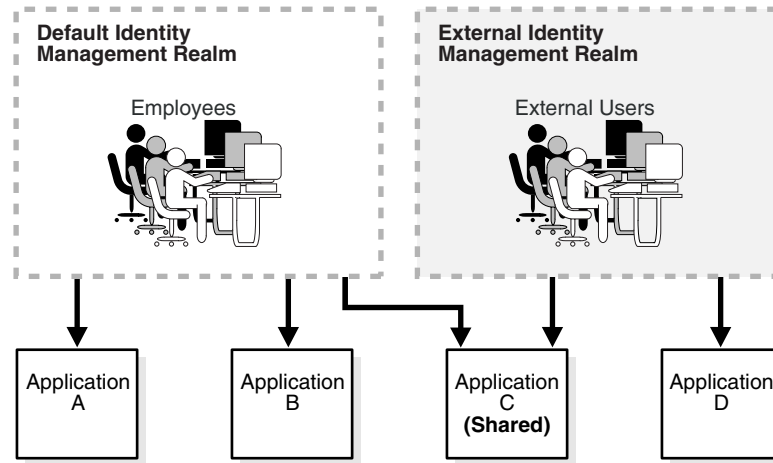 Default Identity
Management Realm
Employees
External Identity
Management Realm
External Users
Application
A
Application
B
Application
C
(Shared)
Application
D